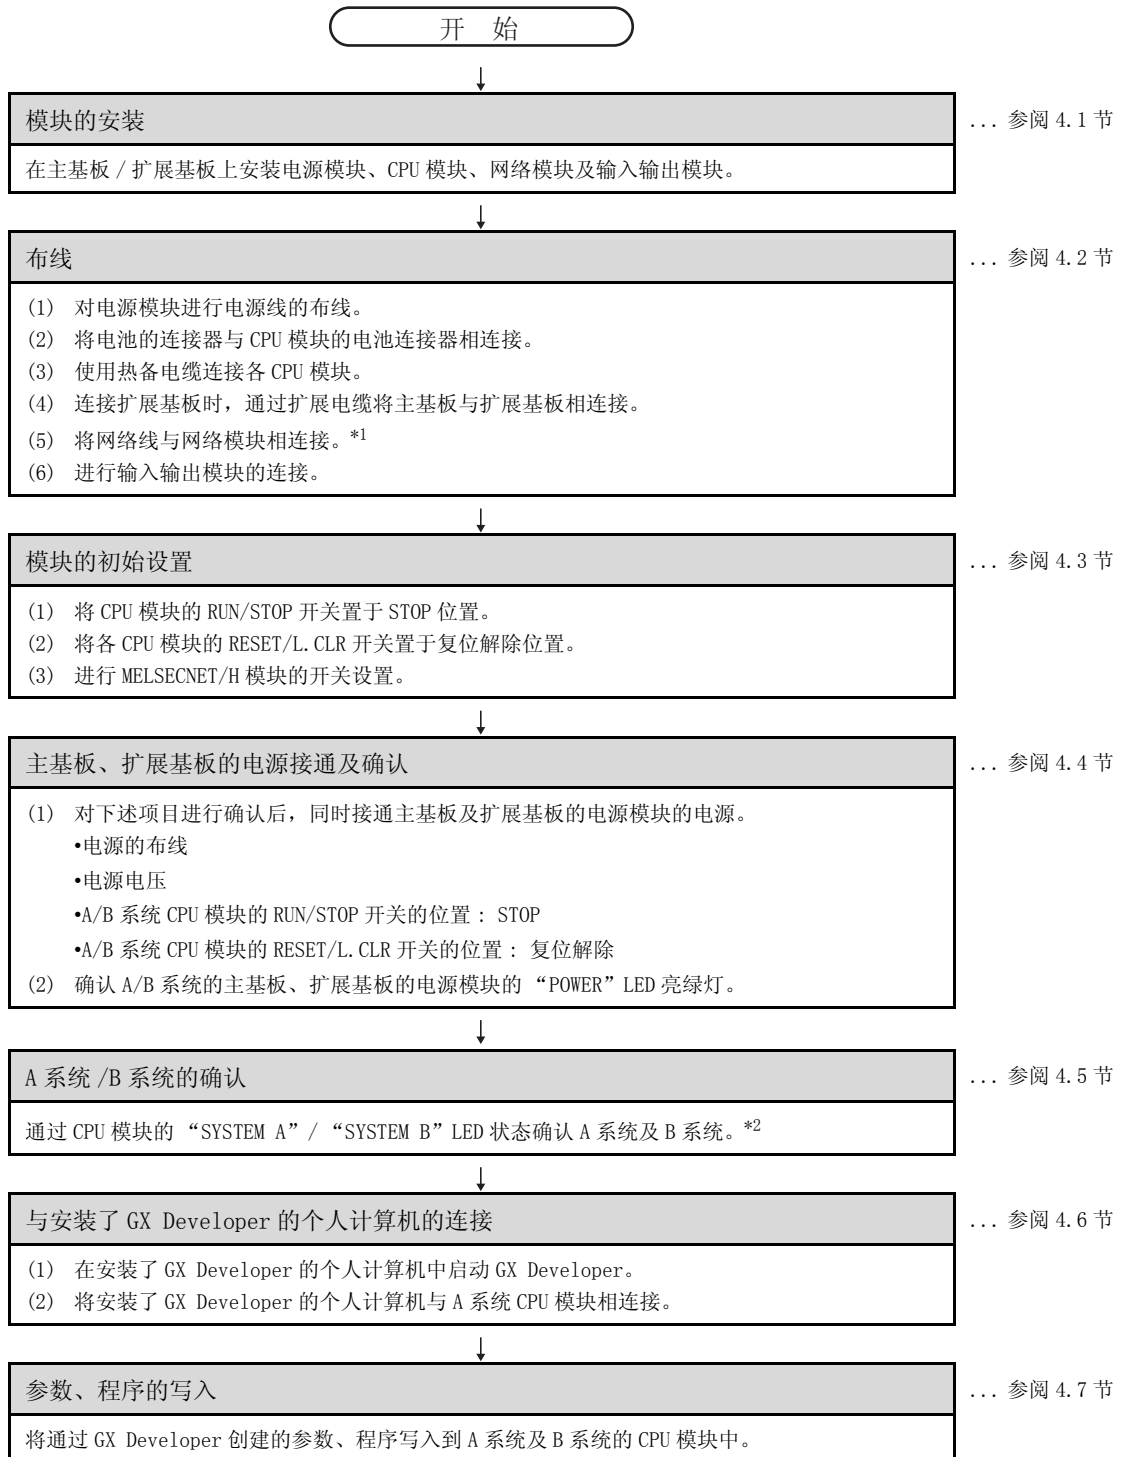 开 始
模块的安装
... 参阅 4.1 节
在主基板 / 扩展基板上安装电源模块、CPU 模块、网络模块及输入输出模块。
布线
... 参阅 4.2 节
(1) 对电源模块进行电源线的布线。
(2) 将电池的连接器与 CPU 模块的电池连接器相连接。
(3) 使用热备电缆连接各 CPU 模块。
(4) 连接扩展基板时，通过扩展电缆将主基板与扩展基板相连接。
(5) 将网络线与网络模块相连接。*1
(6) 进行输入输出模块的连接。
模块的初始设置
... 参阅 4.3 节
(1) 将 CPU 模块的 RUN/STOP 开关置于 STOP 位置。
(2) 将各 CPU 模块的 RESET/L.CLR 开关置于复位解除位置。
(3) 进行 MELSECNET/H 模块的开关设置。
主基板、扩展基板的电源接通及确认
... 参阅 4.4 节
(1) 对下述项目进行确认后，同时接通主基板及扩展基板的电源模块的电源。
•电源的布线
•电源电压
•A/B 系统 CPU 模块的 RUN/STOP 开关的位置： STOP
•A/B 系统 CPU 模块的 RESET/L.CLR 开关的位置： 复位解除
(2) 确认 A/B 系统的主基板、扩展基板的电源模块的 “POWER”LED 亮绿灯。
A 系统 /B 系统的确认
... 参阅 4.5 节
通过 CPU 模块的 “SYSTEM A”/ “SYSTEM B”LED 状态确认 A 系统及 B 系统。*2
与安装了 GX Developer 的个人计算机的连接
... 参阅 4.6 节
(1) 在安装了 GX Developer 的个人计算机中启动 GX Developer。
(2) 将安装了 GX Developer 的个人计算机与 A 系统 CPU 模块相连接。
参数、程序的写入
... 参阅 4.7 节
将通过 GX Developer 创建的参数、程序写入到 A 系统及 B 系统的 CPU 模块中。